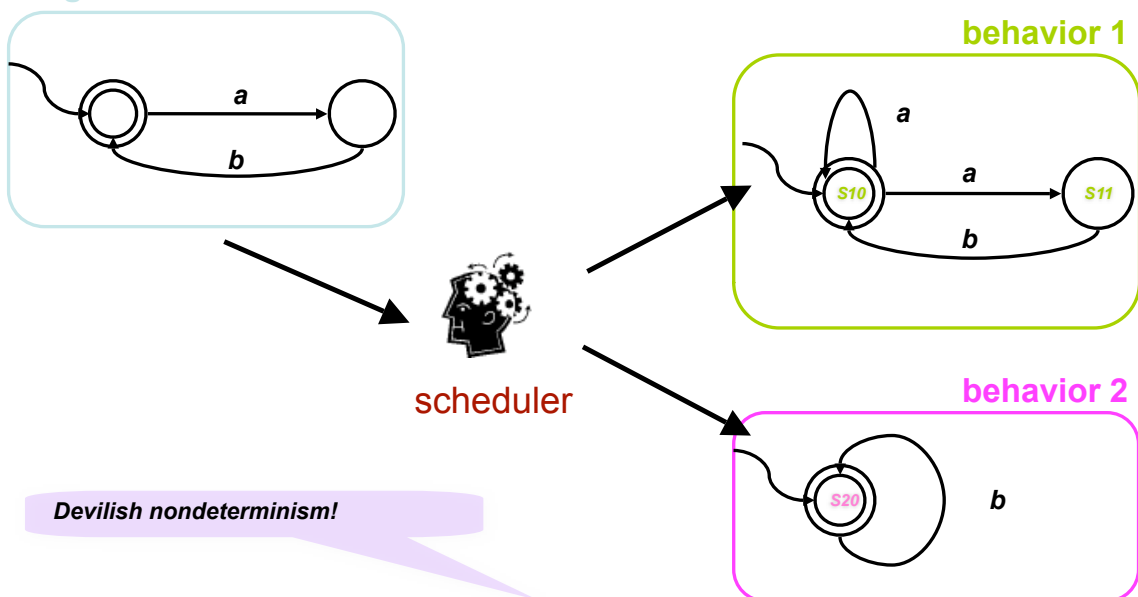 behavior 1
a
b
a
S10
a
S11
b
scheduler
behavior 2
S20
b
Devilish nondeterminism!